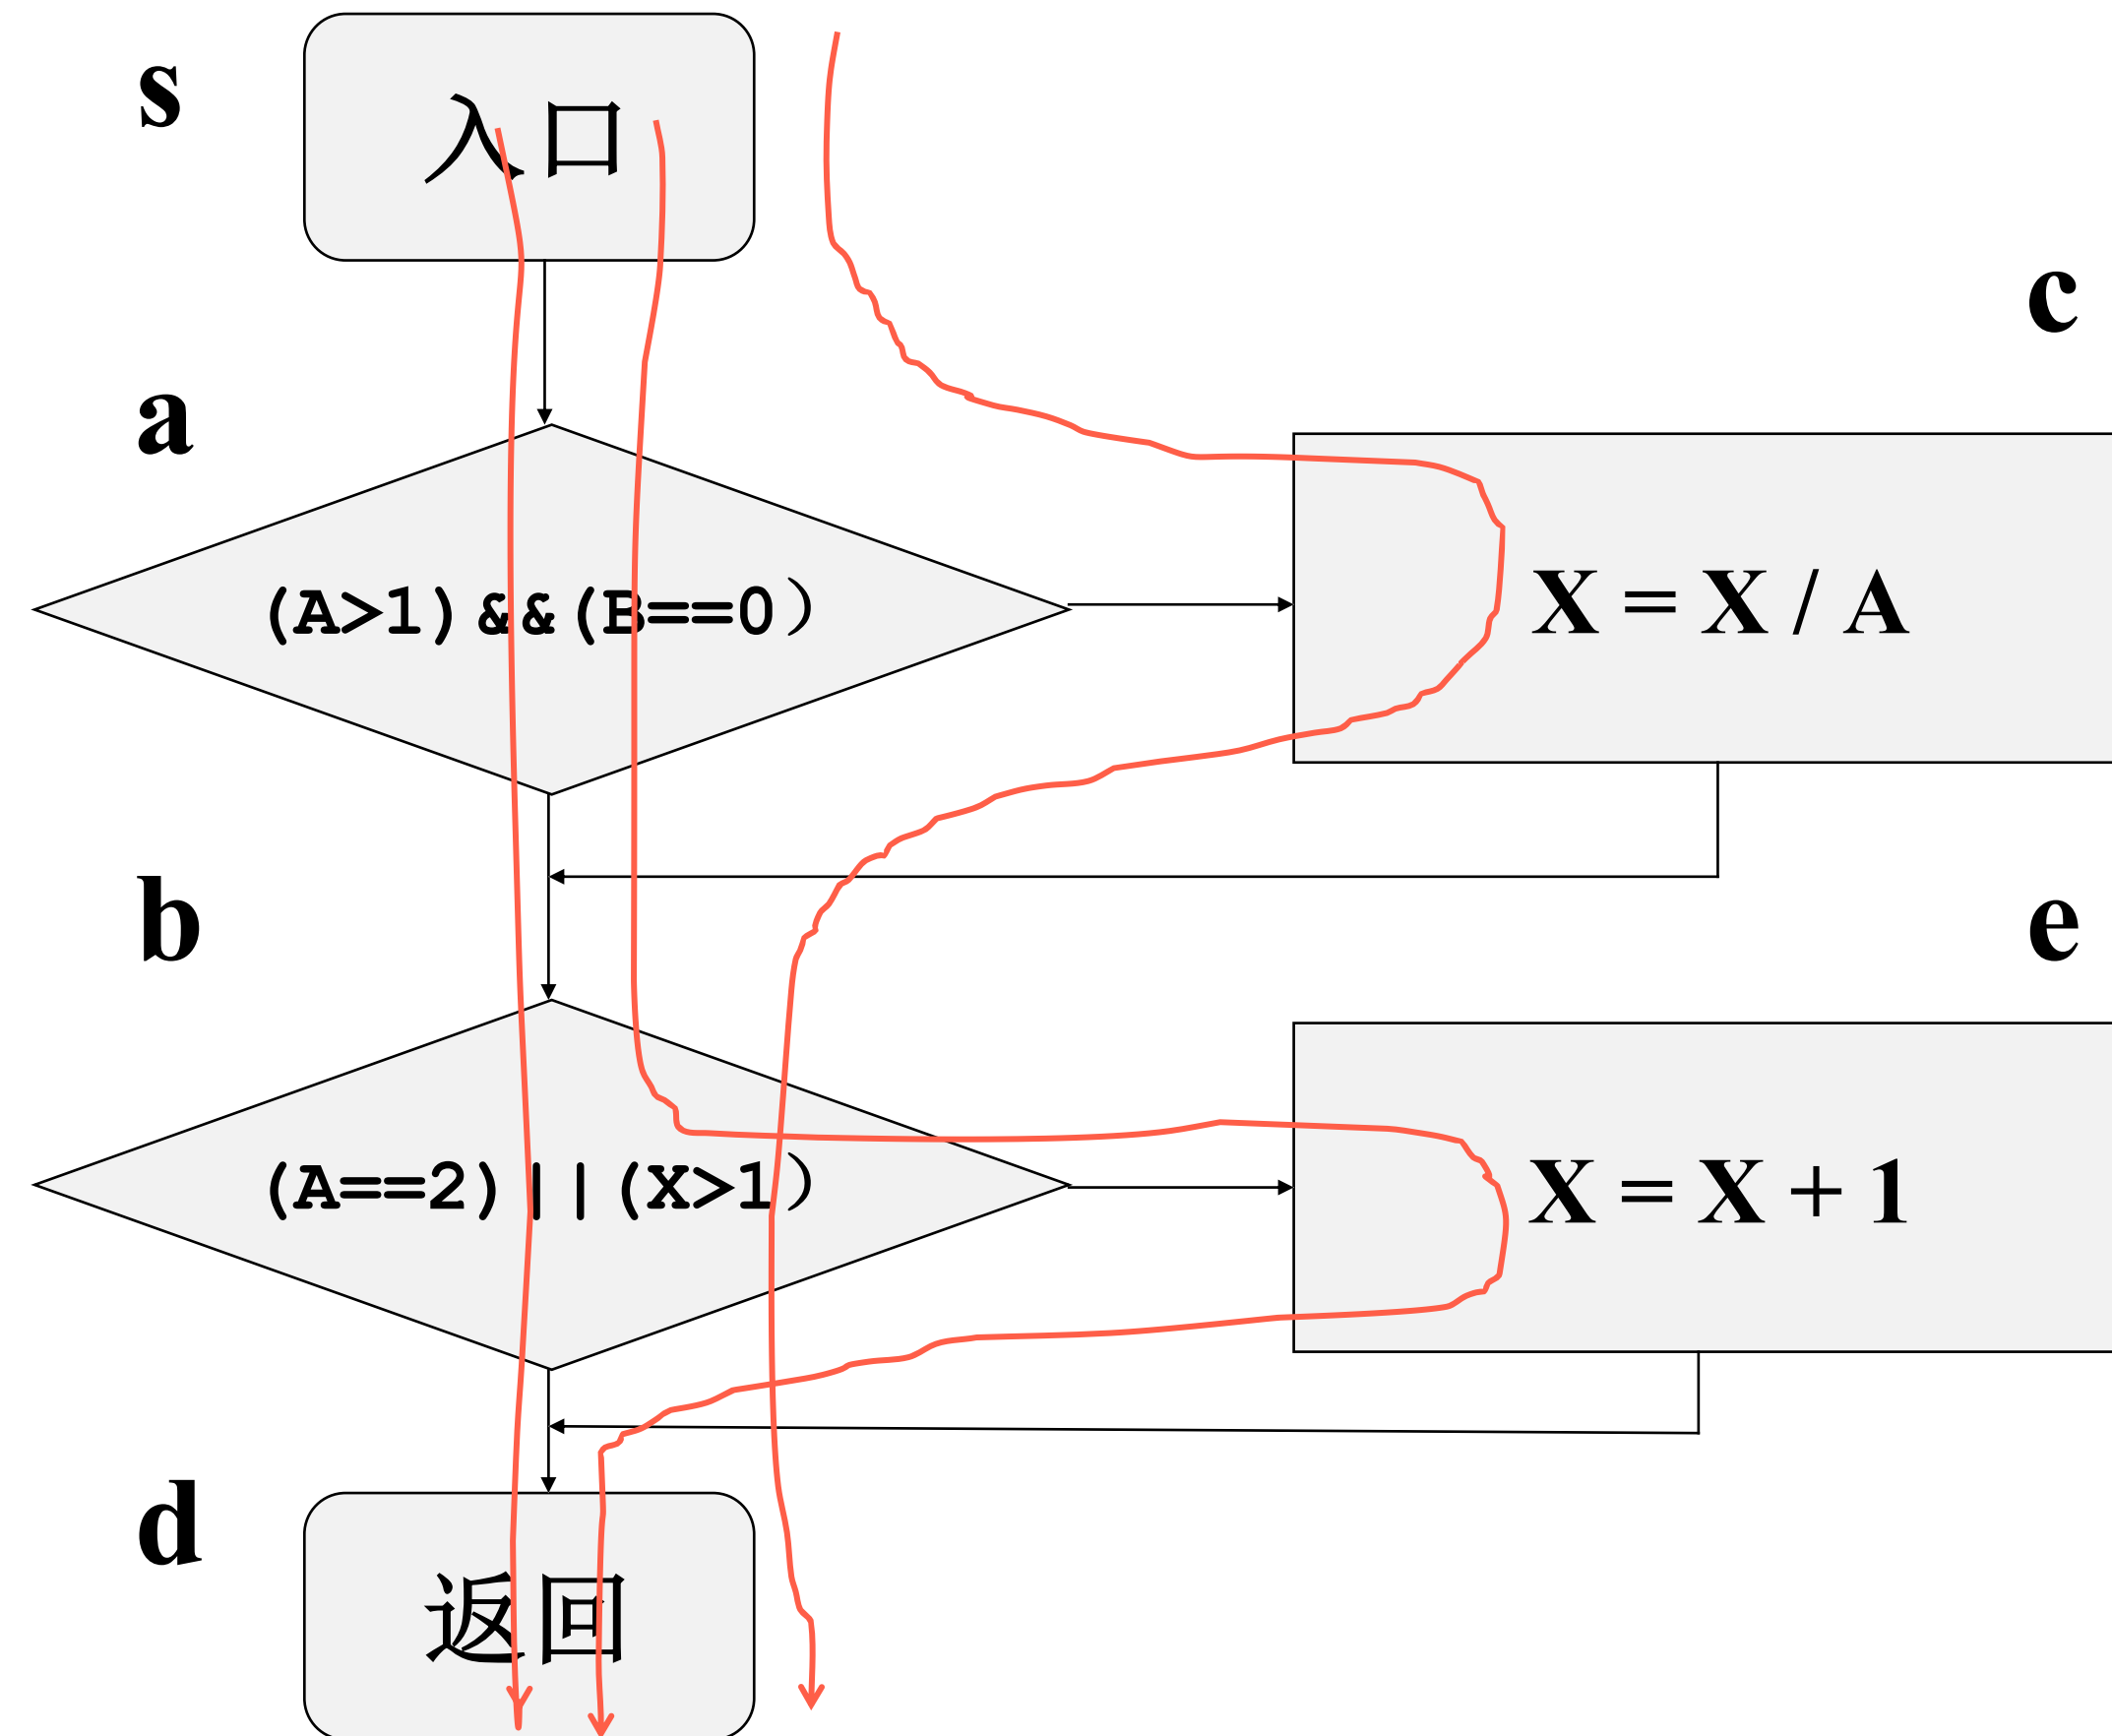 s
入口
c
a
(A>1) && (B==0）
X = X / A
b
e
(A==2) || (X>1）
X = X + 1
d
返回